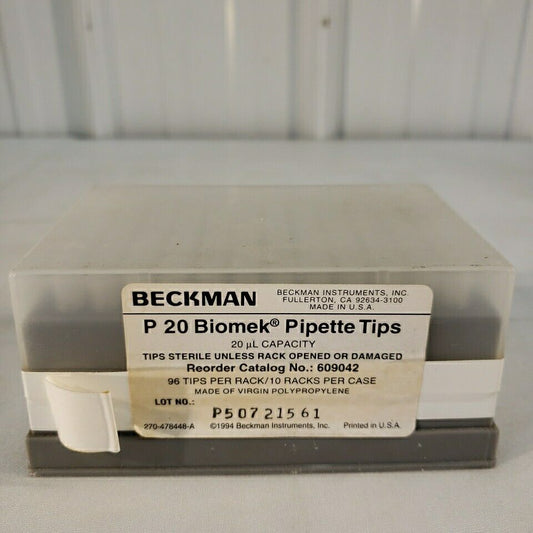 BECKMAN
BECKMAN INSTRUMENTS, INC.
FULLERTON, CA 92634-3100
MADE IN U.S.A.
P 20 Biomek® Pipette Tips
20 µL CAPACITY
TIPS STERILE UNLESS RACK OPENED OR DAMAGED
Reorder Catalog No.: 609042
96 TIPS PER RACK/10 RACKS PER CASE
MADE OF VIRGIN POLYPROPYLENE
LOT NO.: P50721561
270-478448-A ©1994 Beckman Instruments, Inc. Printed in U.S.A.